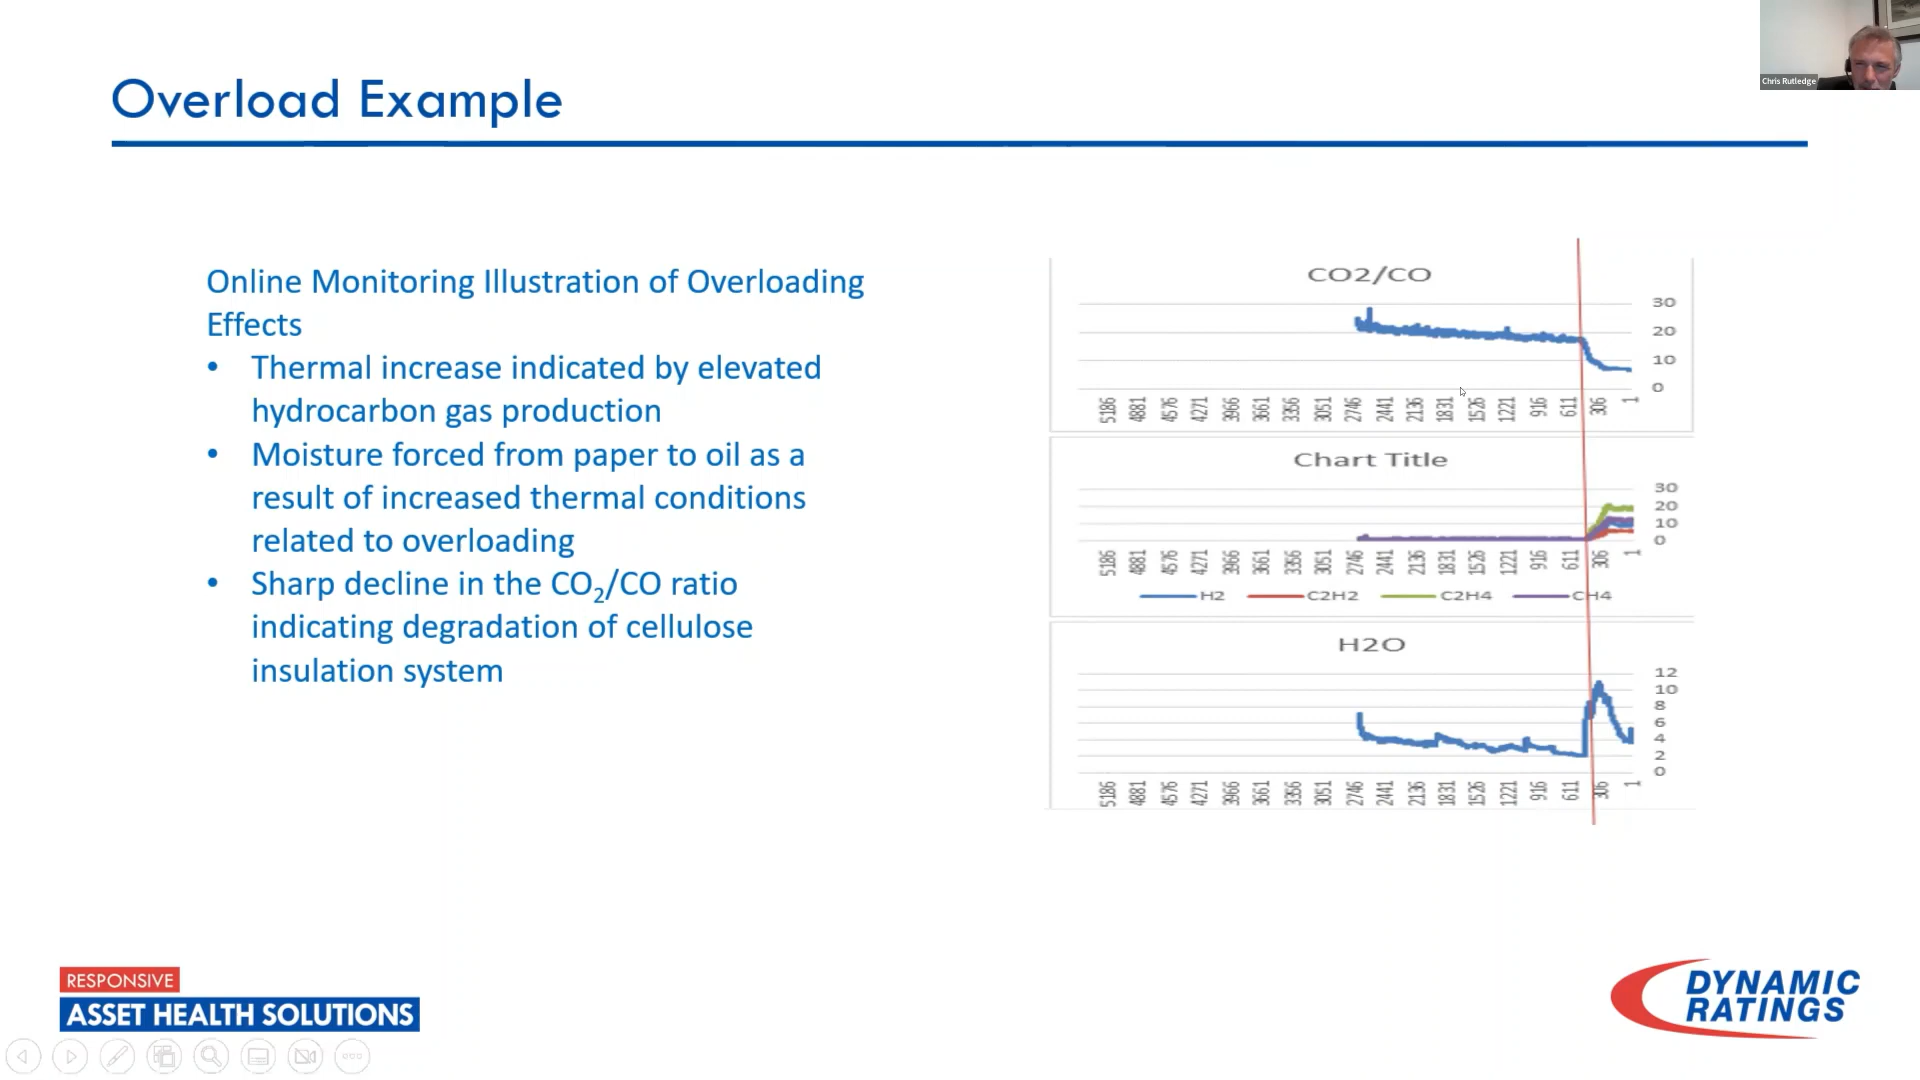 Chris Rutledge
Overload Example
Online Monitoring Illustration of Overloading
Effects
• Thermal increase indicated by elevated
hydrocarbon gas production
• Moisture forced from paper to oil as a
result of increased thermal conditions
related to overloading
• Sharp decline in the CO₂/CO ratio
indicating degradation of cellulose
insulation system
CO2/CO
30
20
10
0
5186 4881 4576 4271 3966 3661 3356 3051 2746 2441 2136 1831 1526 1221 916 611 306 1
Chart Title
30
20
10
0
5186 4881 4576 4271 3966 3661 3356 3051 2746 2441 2136 1831 1526 1221 916 611 306 1
H2 C2H2 C2H4 CH4
H2O
12
10
8
6
4
2
0
5186 4881 4576 4271 3966 3661 3356 3051 2746 2441 2136 1831 1526 1221 916 611 306 1
RESPONSIVE
ASSET HEALTH SOLUTIONS
DYNAMIC
RATINGS